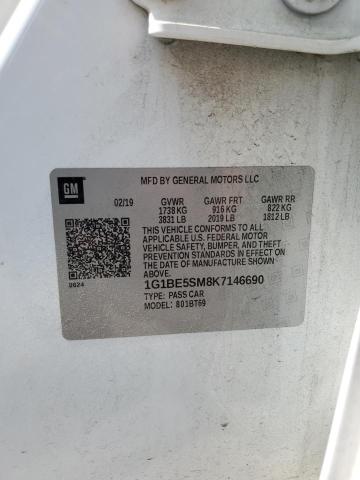 GM
MFD BY GENERAL MOTORS LLC
02/19 GVWR GAWR FRT GAWR RR
1738 KG 916 KG 822 KG
3831 LB 2019 LB 1812 LB
THIS VEHICLE CONFORMS TO ALL
APPLICABLE U.S. FEDERAL MOTOR
VEHICLE SAFETY, BUMPER, AND THEFT
PREVENTION STANDARDS IN EFFECT
ON THE DATE OF MANUFACTURE
SHOWN ABOVE.
0624 1G1BE5SM8K7146690
TYPE: PASS CAR
MODEL: 801BT69